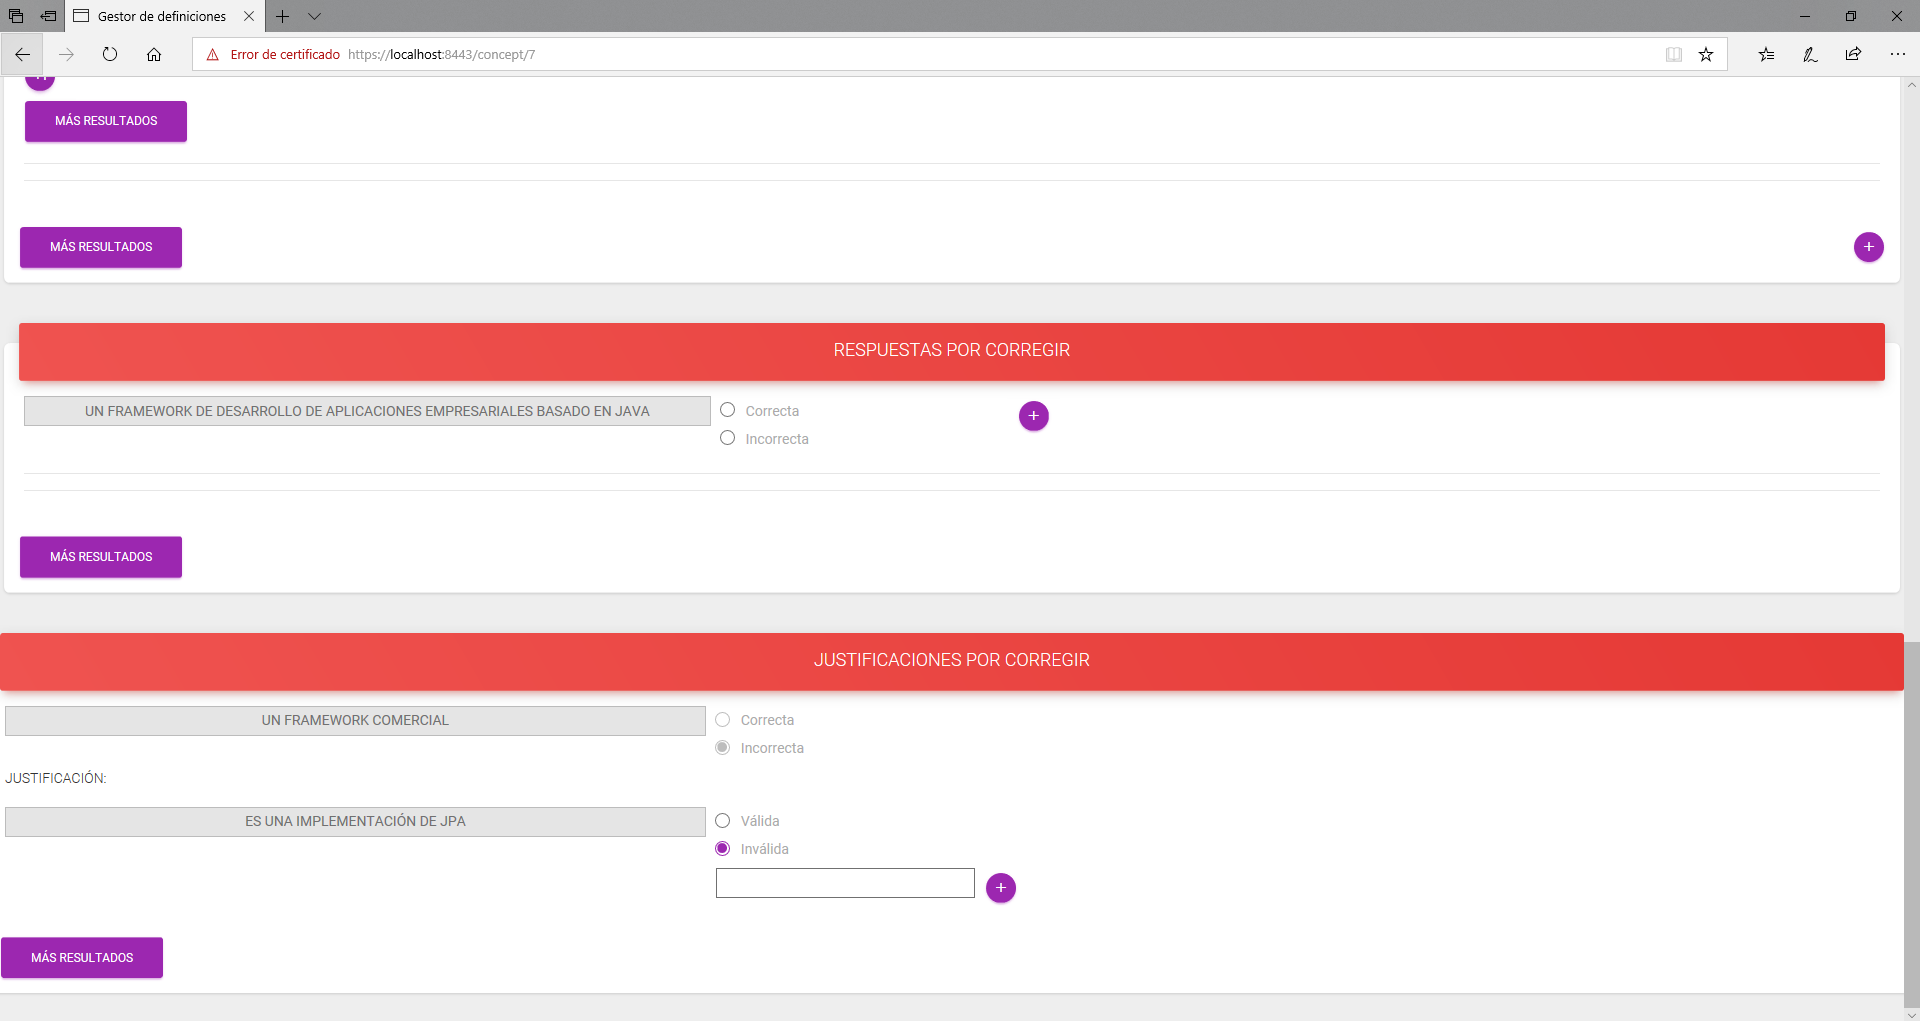 Gestor de definiciones
Error de certificado https://localhost:8443/concept/7
MÁS RESULTADOS
MÁS RESULTADOS
+
RESPUESTAS POR CORREGIR
UN FRAMEWORK DE DESARROLLO DE APLICACIONES EMPRESARIALES BASADO EN JAVA
Correcta
+
Incorrecta
MÁS RESULTADOS
JUSTIFICACIONES POR CORREGIR
UN FRAMEWORK COMERCIAL
Correcta
Incorrecta
JUSTIFICACIÓN:
ES UNA IMPLEMENTACIÓN DE JPA
Válida
Inválida
+
MÁS RESULTADOS